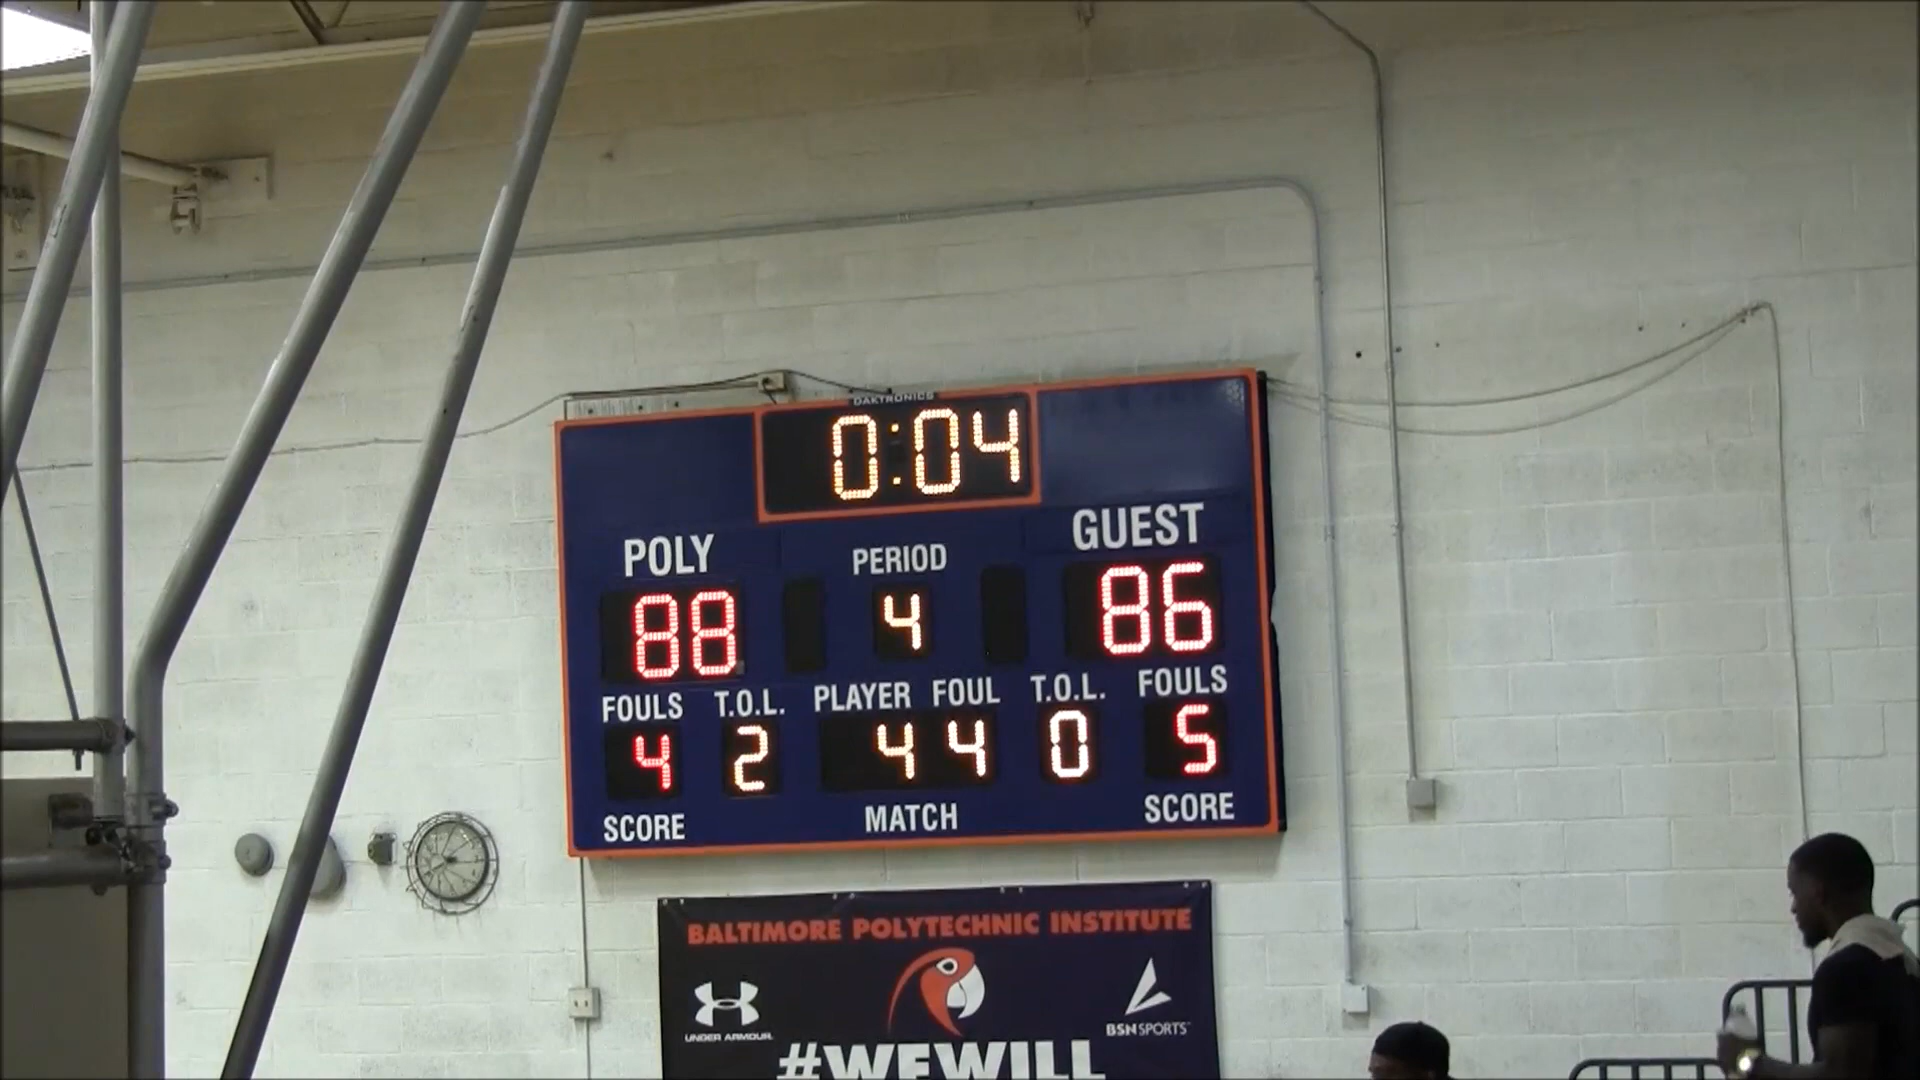 DAKTRONICS
0:04
POLY PERIOD GUEST
88 4 86
FOULS T.O.L. PLAYER FOUL T.O.L. FOULS
4 2 4 4 0 5
SCORE MATCH SCORE
BALTIMORE POLYTECHNIC INSTITUTE
UNDER ARMOUR
BSN SPORTS
#WEWILL